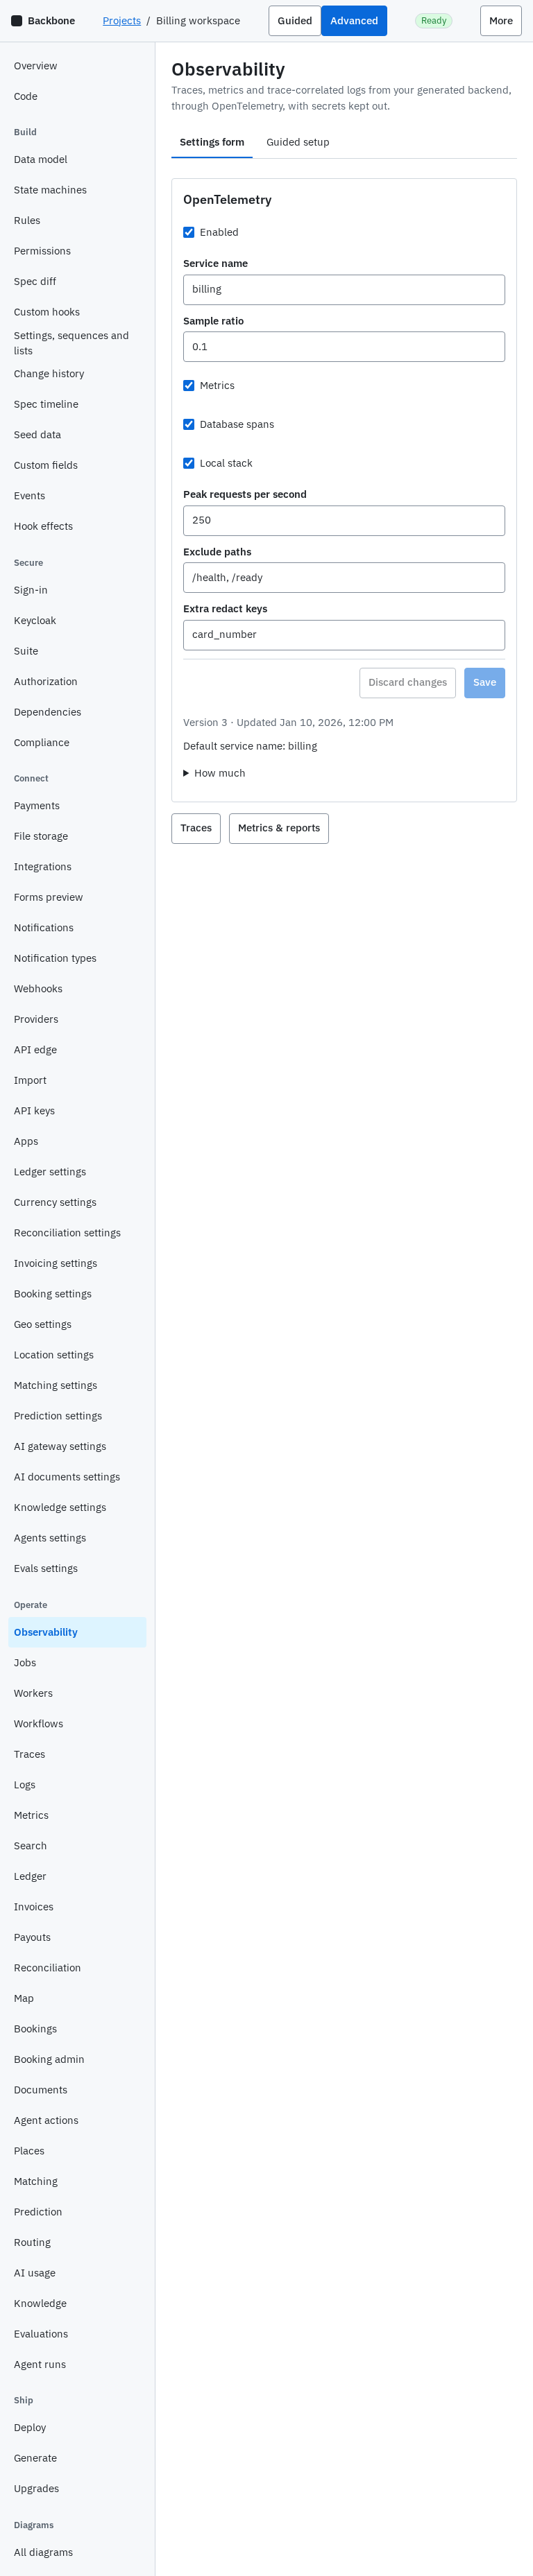 Backbone
Projects / Billing workspace
Guided
Advanced
Ready
More
Overview
Code
Build
Data model
State machines
Rules
Permissions
Spec diff
Custom hooks
Settings, sequences and
lists
Change history
Spec timeline
Seed data
Custom fields
Events
Hook effects
Secure
Sign-in
Keycloak
Suite
Authorization
Dependencies
Compliance
Connect
Payments
File storage
Integrations
Forms preview
Notifications
Notification types
Webhooks
Providers
API edge
Import
API keys
Apps
Ledger settings
Currency settings
Reconciliation settings
Invoicing settings
Booking settings
Geo settings
Location settings
Matching settings
Prediction settings
AI gateway settings
AI documents settings
Knowledge settings
Agents settings
Evals settings
Operate
Observability
Jobs
Workers
Workflows
Traces
Logs
Metrics
Search
Ledger
Invoices
Payouts
Reconciliation
Map
Bookings
Booking admin
Documents
Agent actions
Places
Matching
Prediction
Routing
AI usage
Knowledge
Evaluations
Agent runs
Ship
Deploy
Generate
Upgrades
Diagrams
All diagrams
Observability
Traces, metrics and trace-correlated logs from your generated backend,
through OpenTelemetry, with secrets kept out.
Settings form
Guided setup
OpenTelemetry
Enabled
Service name
billing
Sample ratio
0.1
Metrics
Database spans
Local stack
Peak requests per second
250
Exclude paths
/health, /ready
Extra redact keys
card_number
Discard changes
Save
Version 3 · Updated Jan 10, 2026, 12:00 PM
Default service name: billing
How much
Traces
Metrics & reports